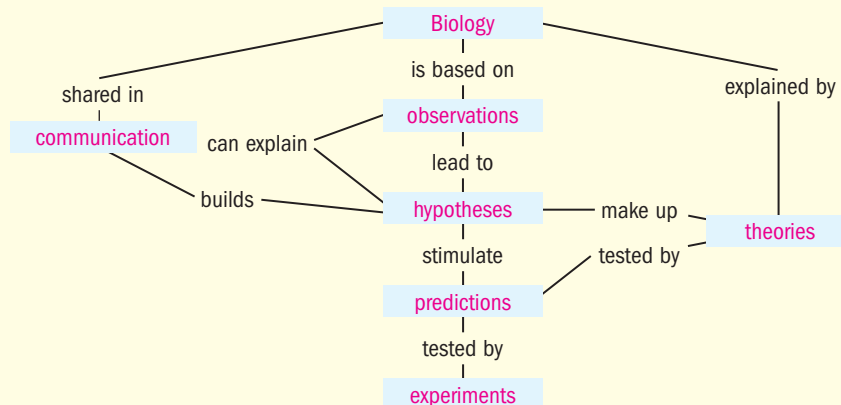 Biology
is based on
shared in
explained by
observations
communication
can explain
lead to
builds
hypotheses
make up
theories
stimulate
tested by
predictions
tested by
experiments